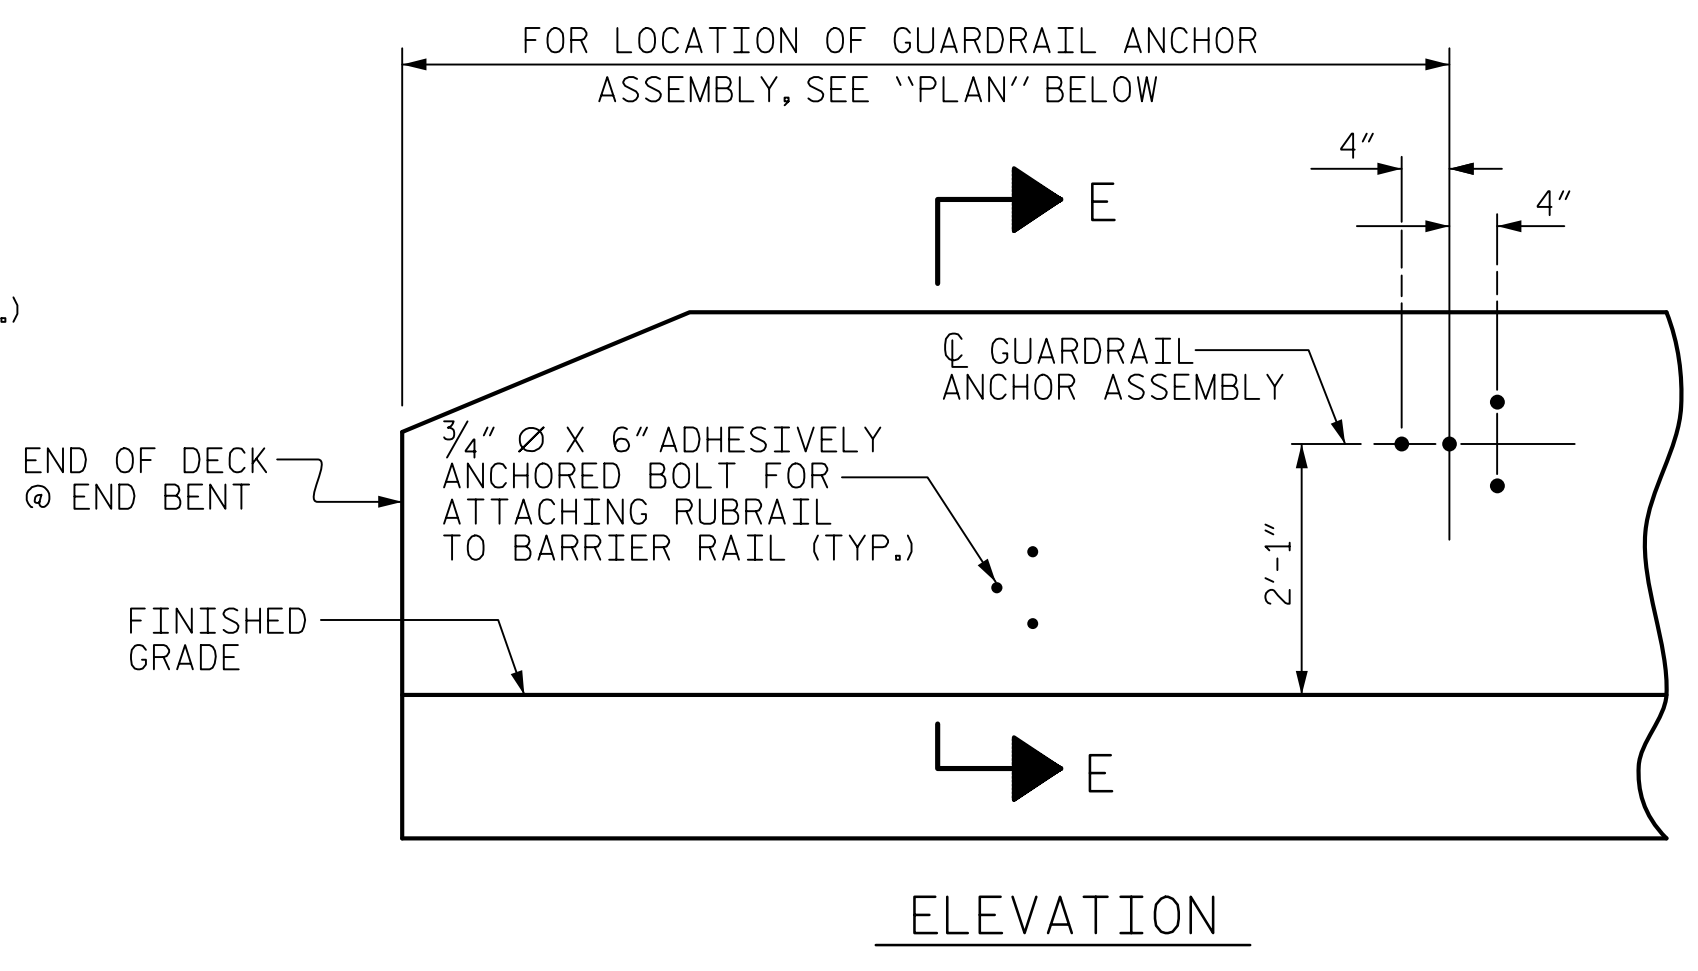 FOR LOCATION OF GUARDRAIL ANCHOR
ASSEMBLY, SEE "PLAN" BELOW
4"
4"
E
.)
℄ GUARDRAIL
ANCHOR ASSEMBLY
3/4" Ø X 6" ADHESIVELY
ANCHORED BOLT FOR
ATTACHING RUBRAIL
TO BARRIER RAIL (TYP.)
END OF DECK
@ END BENT
2'-1"
FINISHED
GRADE
E
ELEVATION